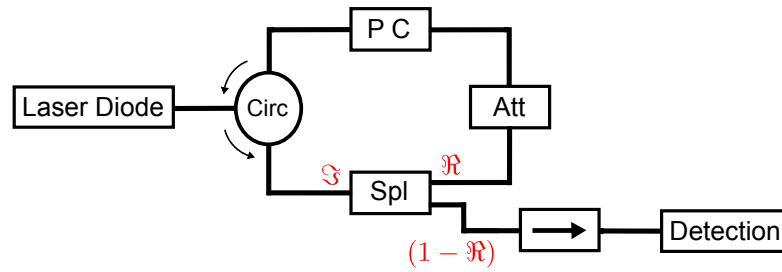 P C
Laser Diode
Circ
Att
ℑ
Spl
ℜ
(1 − ℜ)
Detection